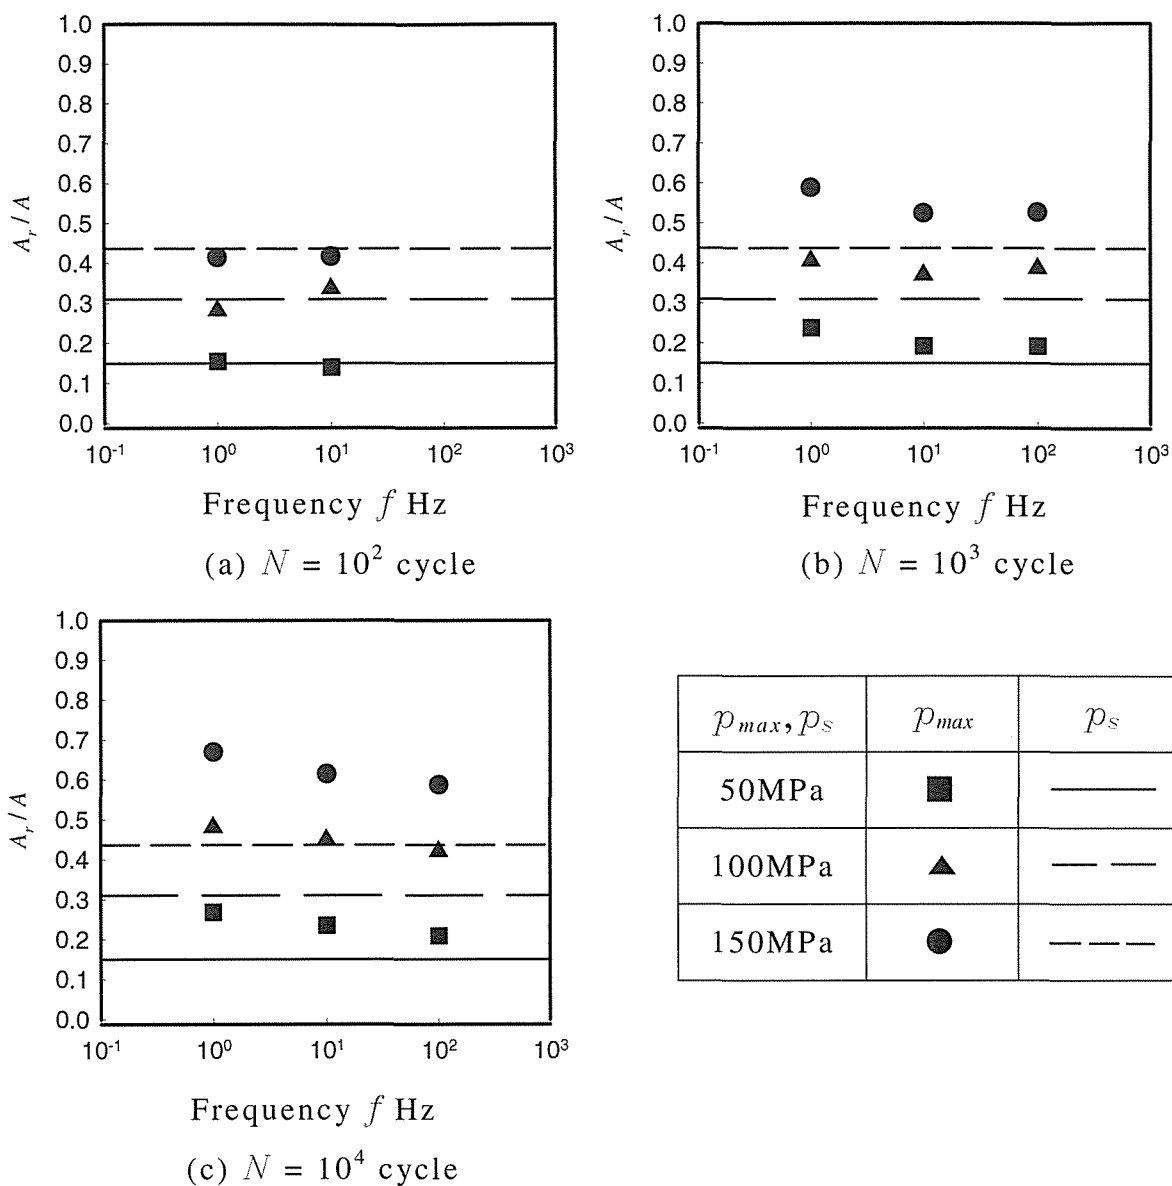 1.0
0.9
0.8
0.7
0.6
0.5
0.4
0.3
0.2
0.1
0.0
A_r/A
10^-1 10^0 10^1 10^2 10^3
Frequency f Hz
(a) N = 10^2 cycle
1.0
0.9
0.8
0.7
0.6
0.5
0.4
0.3
0.2
0.1
0.0
A_r/A
10^-1 10^0 10^1 10^2 10^3
Frequency f Hz
(b) N = 10^3 cycle
1.0
0.9
0.8
0.7
0.6
0.5
0.4
0.3
0.2
0.1
0.0
A_r/A
10^-1 10^0 10^1 10^2 10^3
Frequency f Hz
(c) N = 10^4 cycle
p_max, p_s p_max p_s
50MPa
100MPa
150MPa